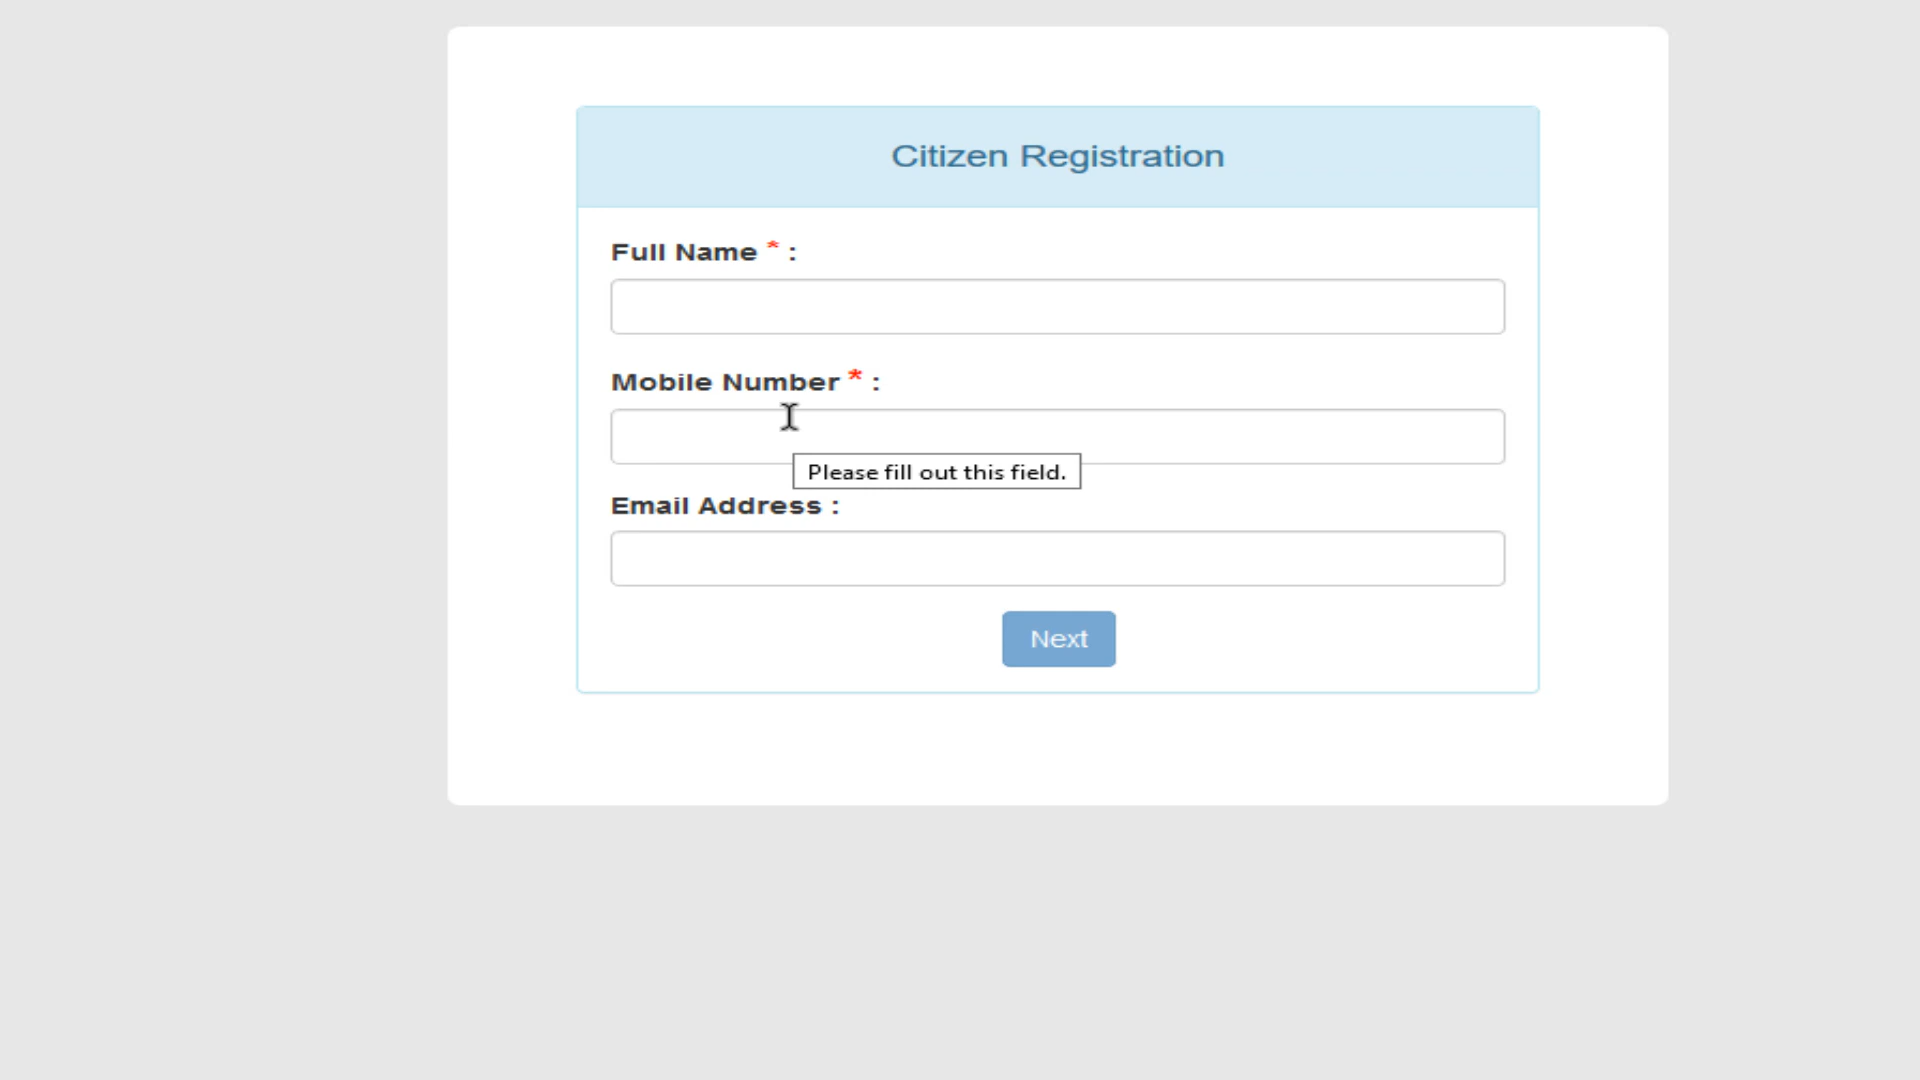 Citizen Registration
Full Name * :
Mobile Number * :
Please fill out this field.
Email Address :
Next